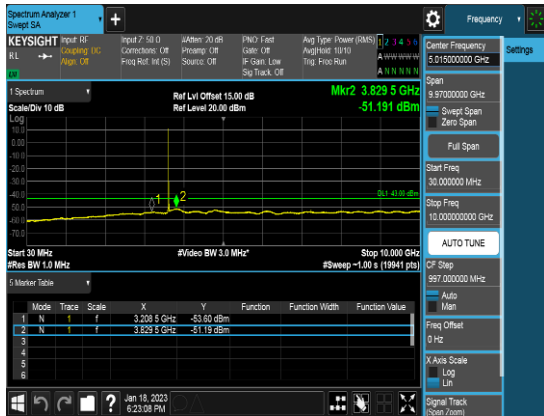 Spectrum Analyzer 1
Swept SA
+
Frequency
KEYSIGHT
RL
Input: RF
Coupling: DC
Align: Off
Input Z: 50 Ω
Corrections: Off
Freq Ref: Int (S)
#Atten: 20 dB
Preamp: Off
Source: Off
PNO: Fast
Gate: Off
IF Gain: Low
Sig Track: Off
Avg Type: Power (RMS)
Avg|Hold: 10/10
Trig: Free Run
1 2 3 4 5 6
A W W W W W
A N N N N N
1 Spectrum
Scale/Div 10 dB
Ref Lvl Offset 15.00 dB
Ref Level 20.00 dBm
Mkr2 3.829 5 GHz
-51.191 dBm
Log
10.0
0.00
-10.0
-20.0
-30.0
-40.0
-50.0
-60.0
-70.0
1
2
DL1 -43.00 dBm
Start 30 MHz
#Res BW 1.0 MHz
#Video BW 3.0 MHz*
Stop 10.000 GHz
#Sweep ~1.00 s (19941 pts)
5 Marker Table
Mode Trace Scale X Y Function Function Width Function Value
1 N 1 f 3.208 5 GHz -53.60 dBm
2 N 1 f 3.829 5 GHz -51.19 dBm
3
4
5
6
Jan 18, 2023
6:23:08 PM
Center Frequency
5.015000000 GHz
Settings
Span
9.97000000 GHz
Swept Span
Zero Span
Full Span
Start Freq
30.000000 MHz
Stop Freq
10.000000000 GHz
AUTO TUNE
CF Step
997.000000 MHz
Auto
Man
Freq Offset
0 Hz
X Axis Scale
Log
Lin
Signal Track
(Span Zoom)